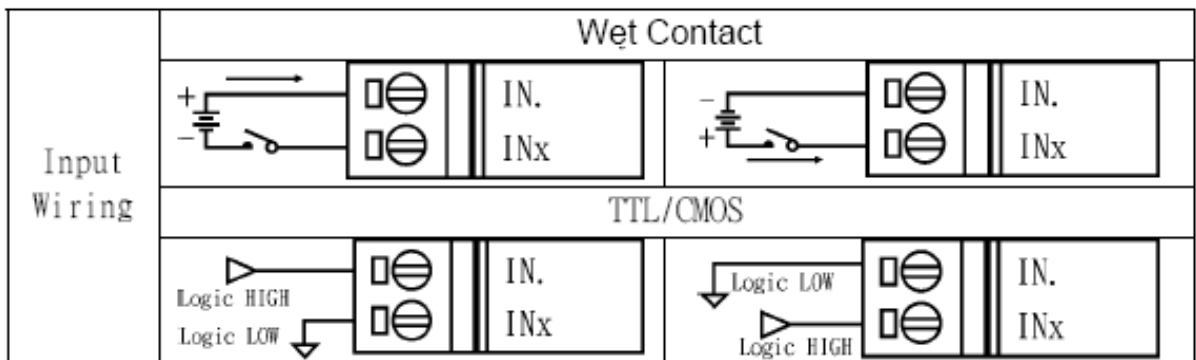 Wet Contact
+
-
IN.
INx
-
+
IN.
INx
Input
Wiring
TTL/CMOS
Logic HIGH
Logic LOW
IN.
INx
Logic LOW
Logic HIGH
IN.
INx